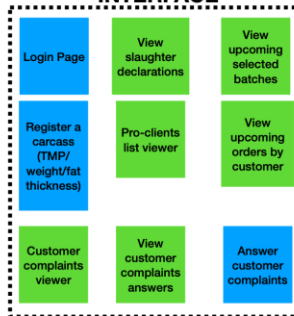 INTERFACE
Login Page
View
slaughter
declarations
View
upcoming
selected
batches
Register a
carcass
(TMP/
weight/fat
thickness)
Pro-clients
list viewer
View
upcoming
orders by
customer
Customer
complaints
viewer
View
customer
complaints
answers
Answer
customer
complaints